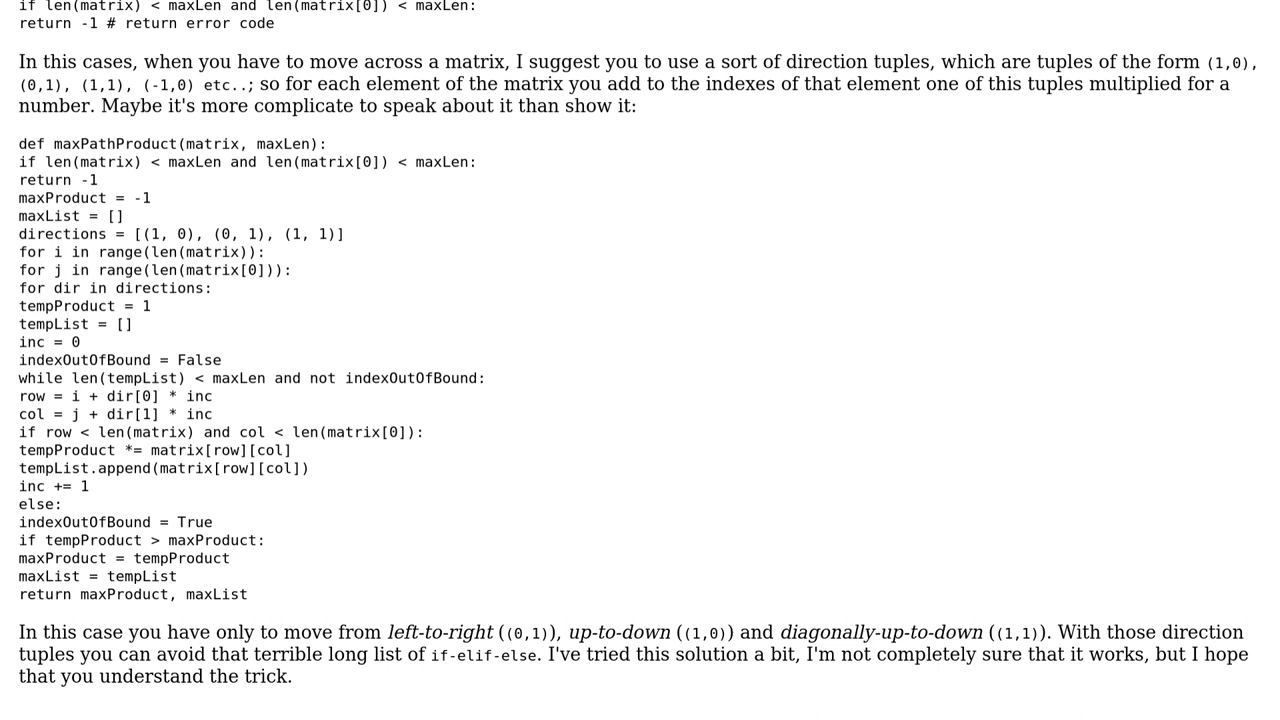 if len(matrix) < maxLen and len(matrix[0]) < maxLen:
return -1 # return error code
In this cases, when you have to move across a matrix, I suggest you to use a sort of direction tuples, which are tuples of the form (1,0),
(0,1), (1,1), (-1,0) etc..; so for each element of the matrix you add to the indexes of that element one of this tuples multiplied for a
number. Maybe it's more complicate to speak about it than show it:
def maxPathProduct(matrix, maxLen):
if len(matrix) < maxLen and len(matrix[0]) < maxLen:
return -1
maxProduct = -1
maxList = []
directions = [(1, 0), (0, 1), (1, 1)]
for i in range(len(matrix)):
for j in range(len(matrix[0])):
for dir in directions:
tempProduct = 1
tempList = []
inc = 0
indexOutOfBound = False
while len(tempList) < maxLen and not indexOutOfBound:
row = i + dir[0] * inc
col = j + dir[1] * inc
if row < len(matrix) and col < len(matrix[0]):
tempProduct *= matrix[row][col]
tempList.append(matrix[row][col])
inc += 1
else:
indexOutOfBound = True
if tempProduct > maxProduct:
maxProduct = tempProduct
maxList = tempList
return maxProduct, maxList
In this case you have only to move from left-to-right ((0,1)), up-to-down ((1,0)) and diagonally-up-to-down ((1,1)). With those direction
tuples you can avoid that terrible long list of if-elif-else. I've tried this solution a bit, I'm not completely sure that it works, but I hope
that you understand the trick.